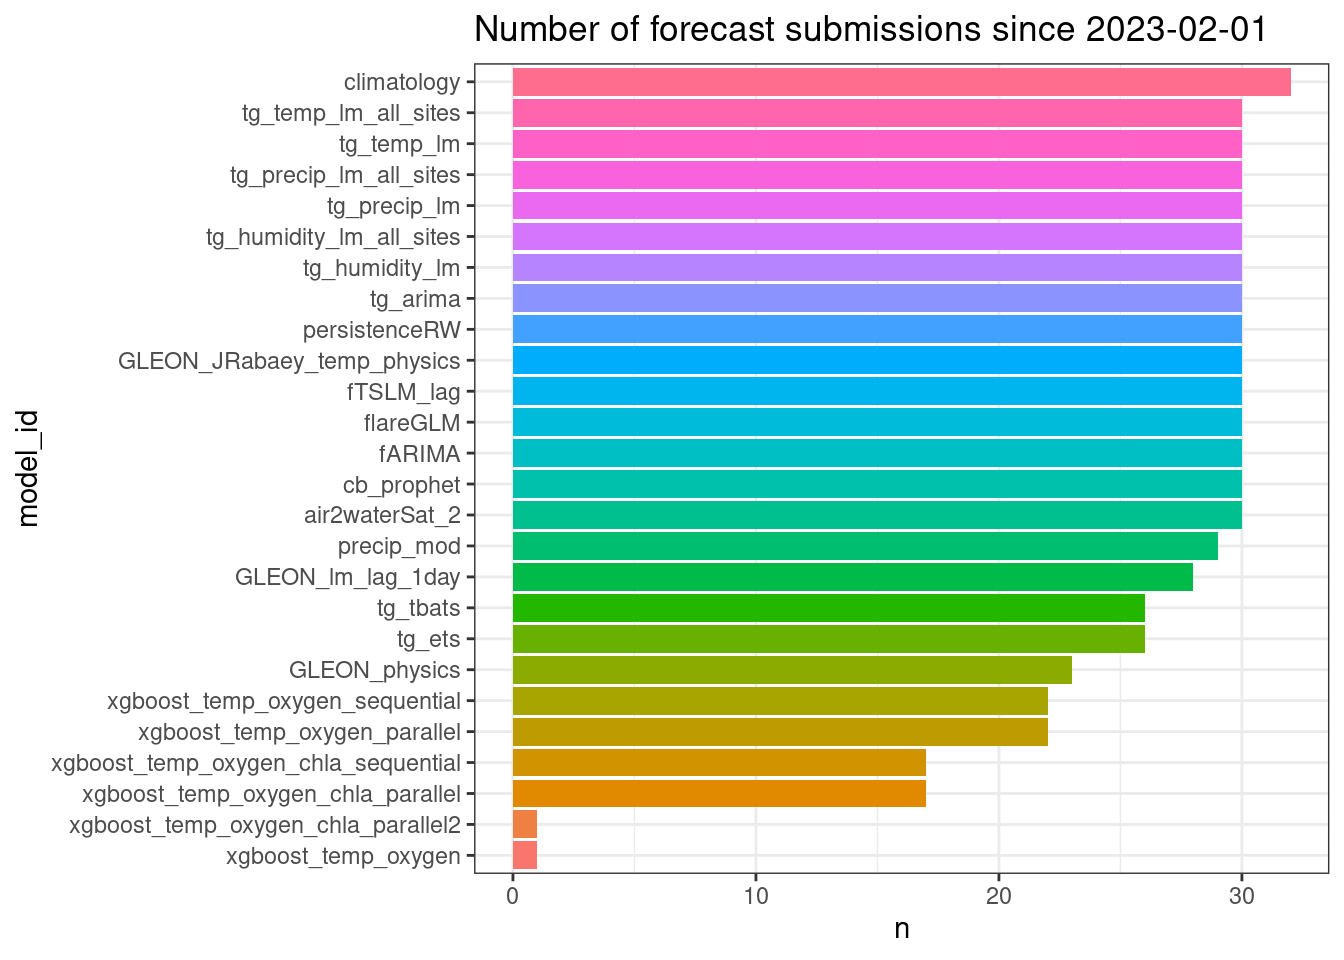 Number of forecast submissions since 2023-02-01
climatology
tg_temp_lm_all_sites
tg_temp_lm
tg_precip_lm_all_sites
tg_precip_lm
tg_humidity_lm_all_sites
tg_humidity_lm
tg_arima
persistenceRW
GLEON_JRabaey_temp_physics
fTSLM_lag
flareGLM
fARIMA
cb_prophet
air2waterSat_2
precip_mod
GLEON_lm_lag_1day
tg_tbats
tg_ets
GLEON_physics
xgboost_temp_oxygen_sequential
xgboost_temp_oxygen_parallel
xgboost_temp_oxygen_chla_sequential
xgboost_temp_oxygen_chla_parallel
xgboost_temp_oxygen_chla_parallel2
xgboost_temp_oxygen
model_id
0 10 20 30
n